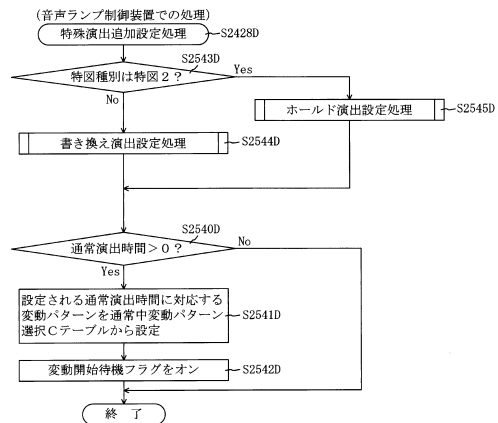 (音声ランプ制御装置での処理)
特殊演出追加設定処理 S2428D
S2543D
特図種別は特図2? Yes
No
ホールド演出設定処理 S2545D
書き換え演出設定処理 S2544D
S2540D
通常演出時間>0? No
Yes
設定される通常演出時間に対応する
変動パターンを通常中変動パターン S2541D
選択Cテーブルから設定
変動開始待機フラグをオン S2542D
終了